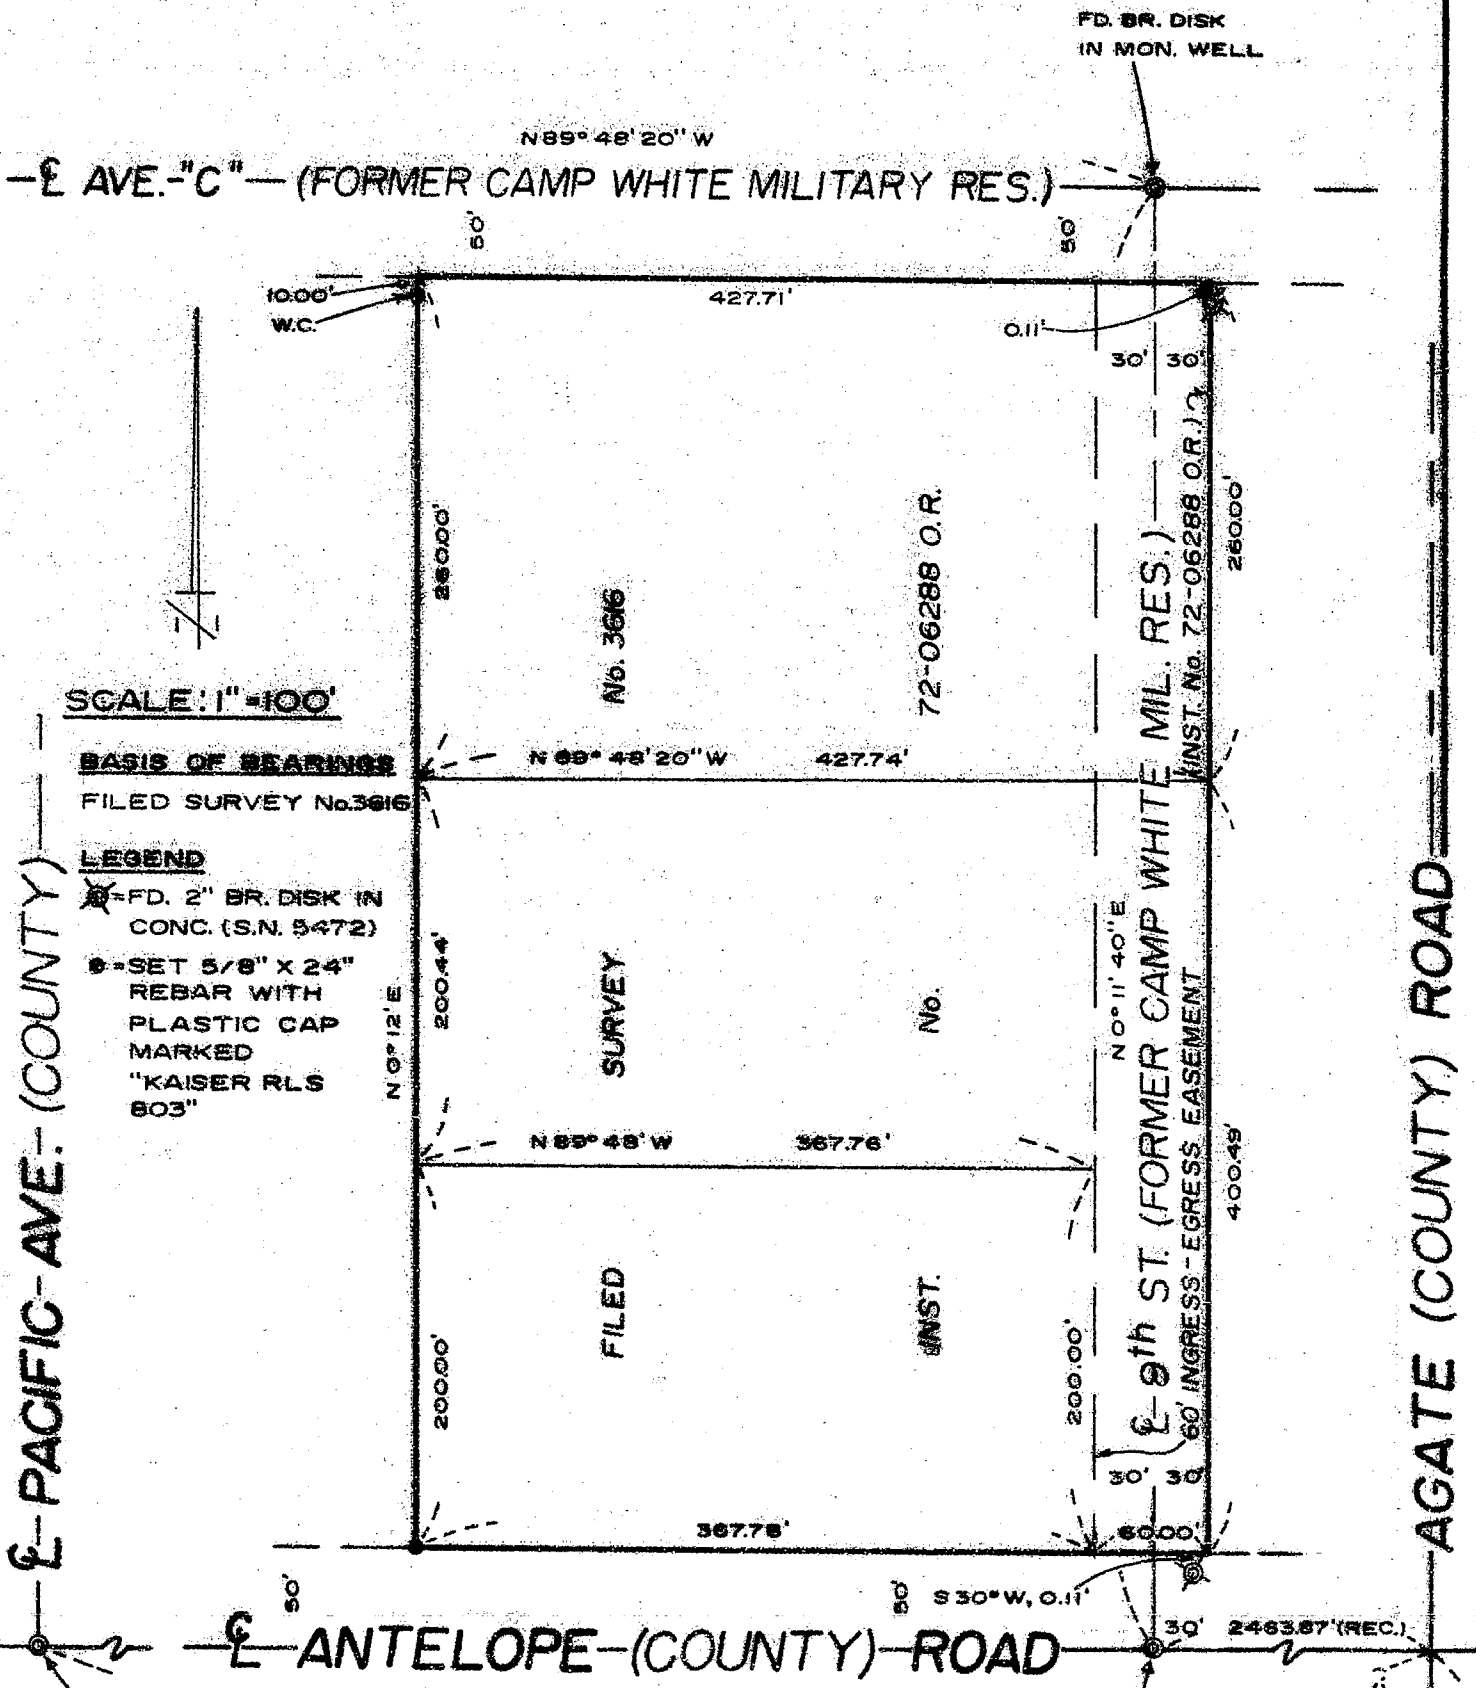 FD. BR. DISK
IN MON. WELL
N 89° 48' 20" W
℄ AVE. "C" (FORMER CAMP WHITE MILITARY RES.)
50'
50'
10.00'
W.C.
427.71'
0.11'
30' 30'
260.00'
260.00'
No. 3616
72-06288 O.R.
(INST. No. 72-06288 O.R.)
SCALE: 1" = 100'
BASIS OF BEARINGS
FILED SURVEY No. 3616
N 89° 48' 20" W 427.74'
LEGEND
=FD. 2" BR. DISK IN
CONC. (S.N. 5472)
=SET 5/8" X 24"
REBAR WITH
PLASTIC CAP
MARKED
"KAISER RLS
803"
N 0° 12' E
200.44'
SURVEY
No.
N 0° 11' 40" E
℄ 9th ST. (FORMER CAMP WHITE MIL. RES.)
60' INGRESS-EGRESS EASEMENT
400.49'
N 89° 48' W 367.76'
FILED
INST.
200.00'
200.00'
30' 30'
367.78'
60.00'
50'
50'
S 30° W, 0.11'
30'
2463.67' (REC.)
℄ ANTELOPE (COUNTY) ROAD
℄ PACIFIC AVE. (COUNTY)
AGATE (COUNTY) ROAD